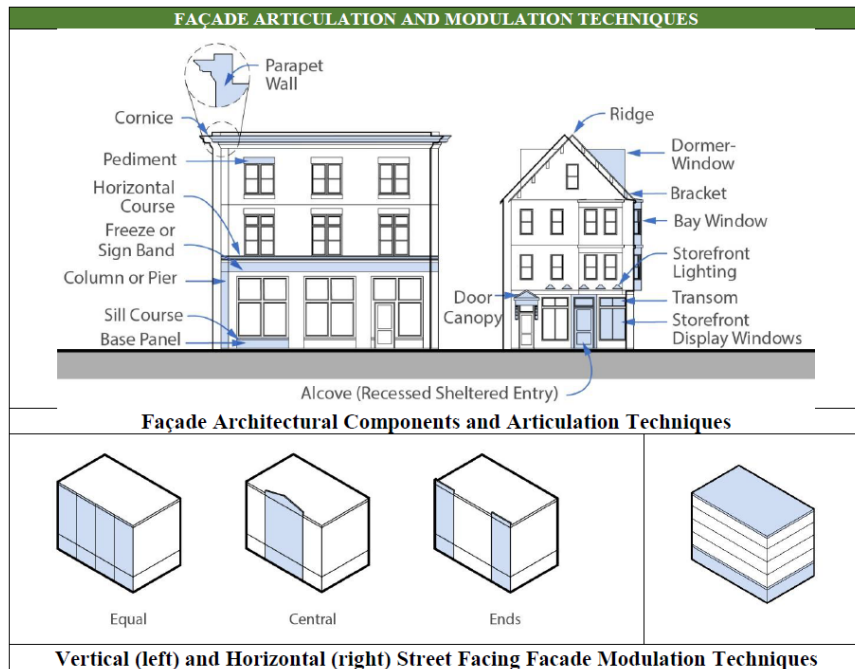 FAÇADE ARTICULATION AND MODULATION TECHNIQUES
Parapet
Wall
Cornice
Pediment
Horizontal
Course
Freeze or
Sign Band
Column or Pier
Sill Course
Base Panel
Ridge
Dormer-
Window
Bracket
Bay Window
Storefront
Lighting
Door
Canopy
Transom
Storefront
Display Windows
Alcove (Recessed Sheltered Entry)
Façade Architectural Components and Articulation Techniques
Equal
Central
Ends
Vertical (left) and Horizontal (right) Street Facing Facade Modulation Techniques